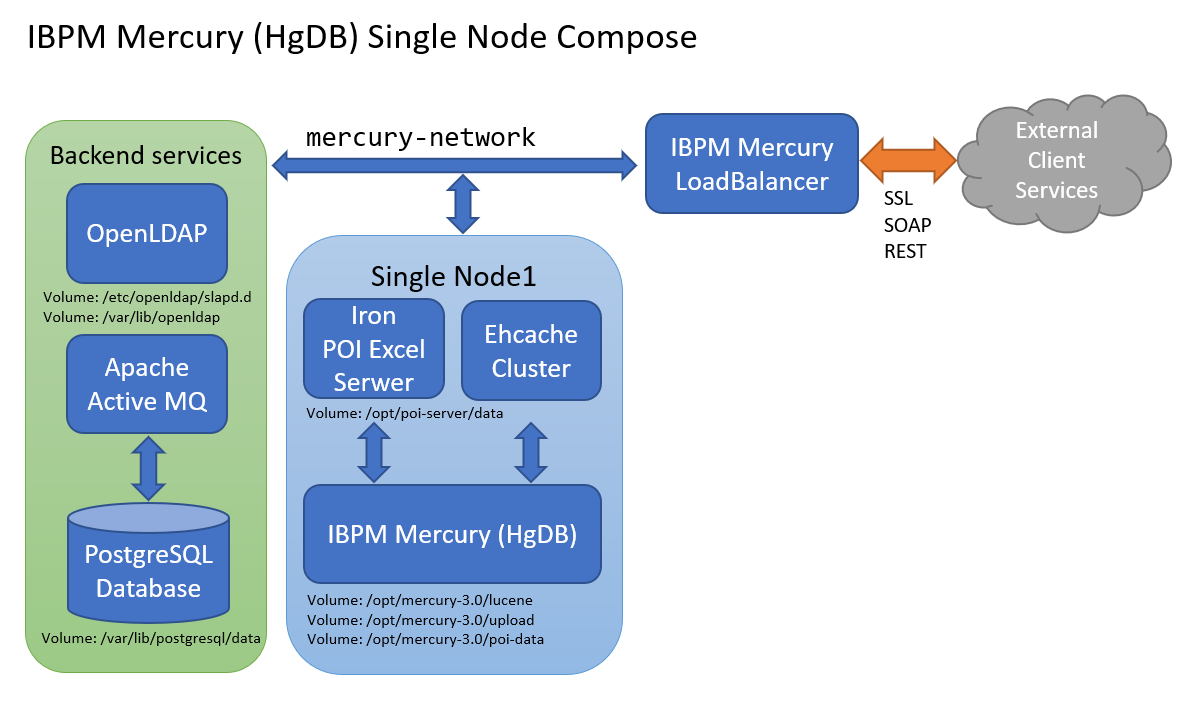 IBPM Mercury (HgDB) Single Node Compose
Backend services
OpenLDAP
Volume: /etc/openldap/slapd.d
Volume: /var/lib/openldap
Apache
Active MQ
PostgreSQL
Database
Volume: /var/lib/postgresql/data
mercury-network
Single Node1
Iron
POI Excel
Serwer
Ehcache
Cluster
Volume: /opt/poi-server/data
IBPM Mercury (HgDB)
Volume: /opt/mercury-3.0/lucene
Volume: /opt/mercury-3.0/upload
Volume: /opt/mercury-3.0/poi-data
IBPM Mercury
LoadBalancer
SSL
SOAP
REST
External
Client
Services